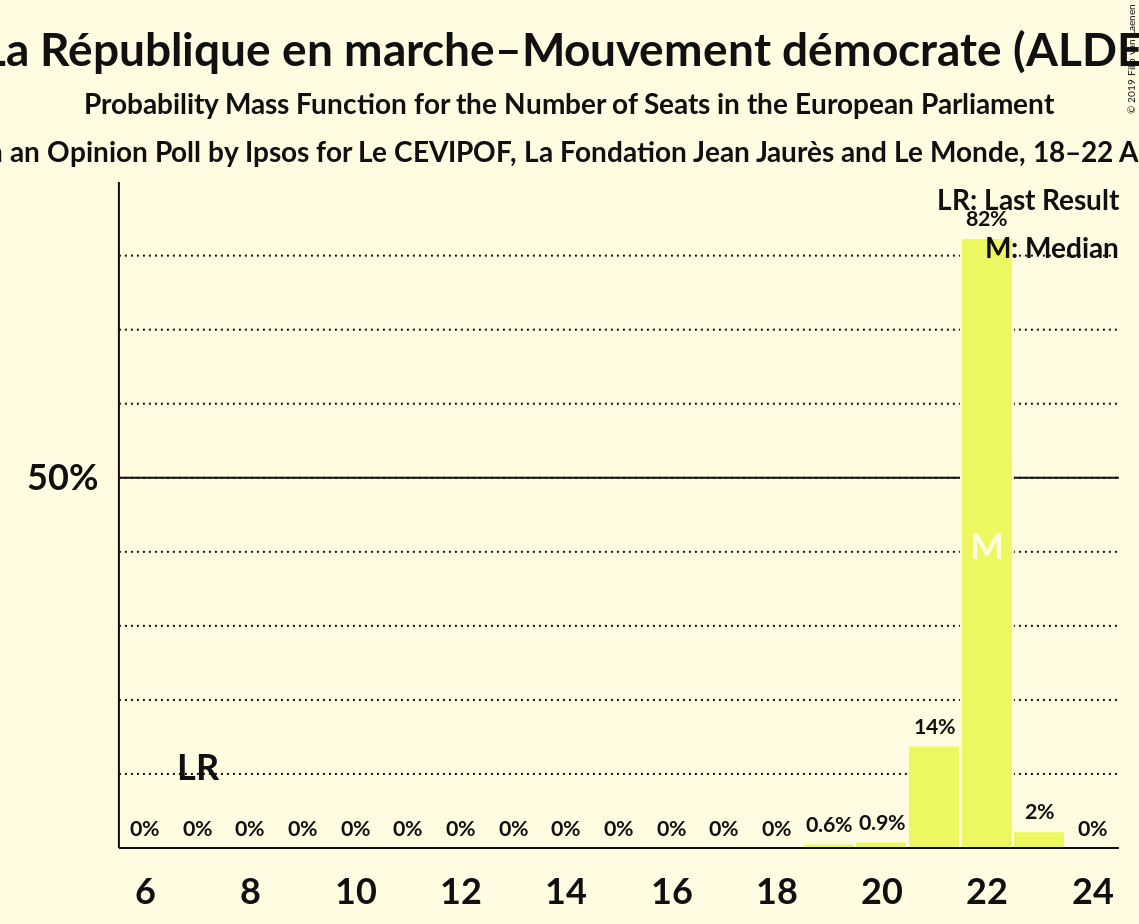 La République en marche–Mouvement démocrate (ALDE
Probability Mass Function for the Number of Seats in the European Parliament
an Opinion Poll by Ipsos for Le CEVIPOF, La Fondation Jean Jaurès and Le Monde, 18–22 A
© 2019 Filip van Laenen
LR: Last Result
M: Median
50%
82%
M
14%
LR
0% 0% 0% 0% 0% 0% 0% 0% 0% 0% 0% 0% 0% 0.6% 0.9% 2% 0%
6 8 10 12 14 16 18 20 22 24